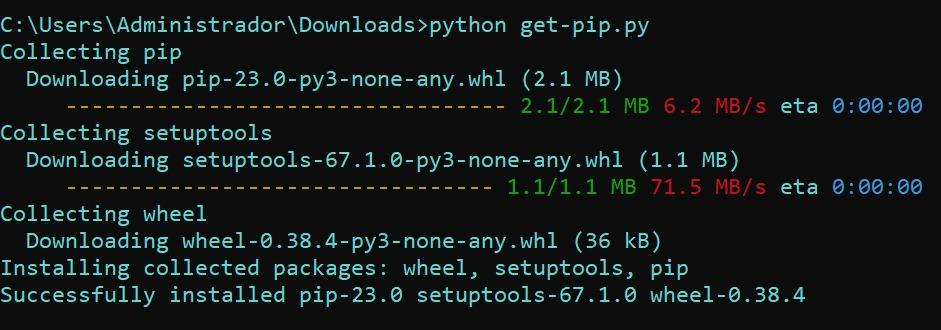 C:\Users\Administrador\Downloads>python get-pip.py
Collecting pip
  Downloading pip-23.0-py3-none-any.whl (2.1 MB)
     ---------------------------------- 2.1/2.1 MB 6.2 MB/s eta 0:00:00
Collecting setuptools
  Downloading setuptools-67.1.0-py3-none-any.whl (1.1 MB)
     --------------------------------- 1.1/1.1 MB 71.5 MB/s eta 0:00:00
Collecting wheel
  Downloading wheel-0.38.4-py3-none-any.whl (36 kB)
Installing collected packages: wheel, setuptools, pip
Successfully installed pip-23.0 setuptools-67.1.0 wheel-0.38.4